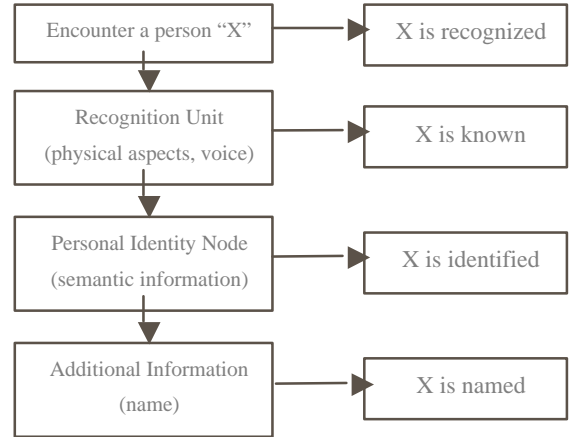 Encounter a person “X”
X is recognized
Recognition Unit
(physical aspects, voice)
X is known
Personal Identity Node
(semantic information)
X is identified
Additional Information
(name)
X is named